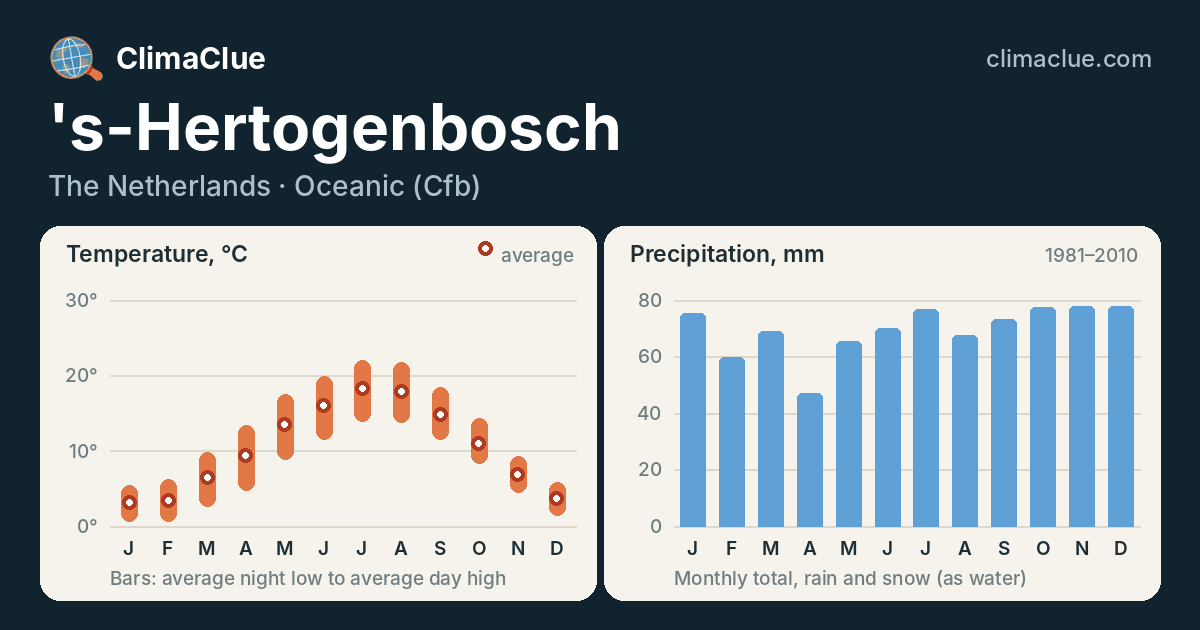 ClimaClue
climaclue.com
's-Hertogenbosch
The Netherlands · Oceanic (Cfb)
Temperature, °C
average
30°
20°
10°
0°
J F M A M J J A S O N D
Bars: average night low to average day high
Precipitation, mm
1981–2010
80
60
40
20
0
J F M A M J J A S O N D
Monthly total, rain and snow (as water)